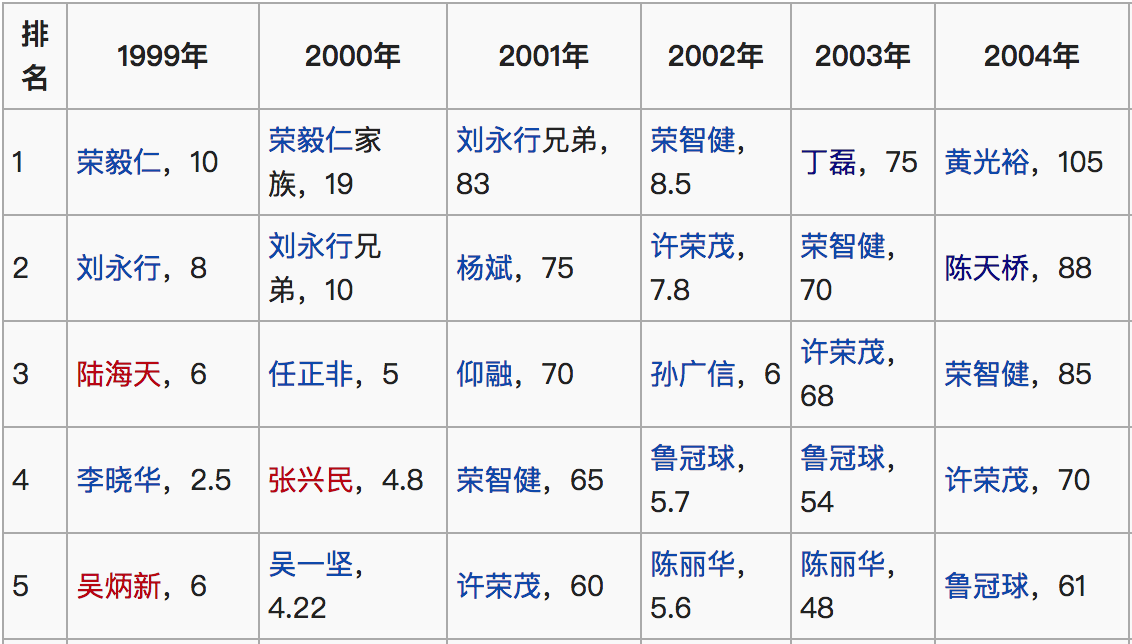 排名 1999年 2000年 2001年 2002年 2003年 2004年
1 荣毅仁，10 荣毅仁家族，19 刘永行兄弟，83 荣智健，8.5 丁磊，75 黄光裕，105
2 刘永行，8 刘永行兄弟，10 杨斌，75 许荣茂，7.8 荣智健，70 陈天桥，88
3 陆海天，6 任正非，5 仰融，70 孙广信，6 许荣茂，68 荣智健，85
4 李晓华，2.5 张兴民，4.8 荣智健，65 鲁冠球，5.7 鲁冠球，54 许荣茂，70
5 吴炳新，6 吴一坚，4.22 许荣茂，60 陈丽华，5.6 陈丽华，48 鲁冠球，61